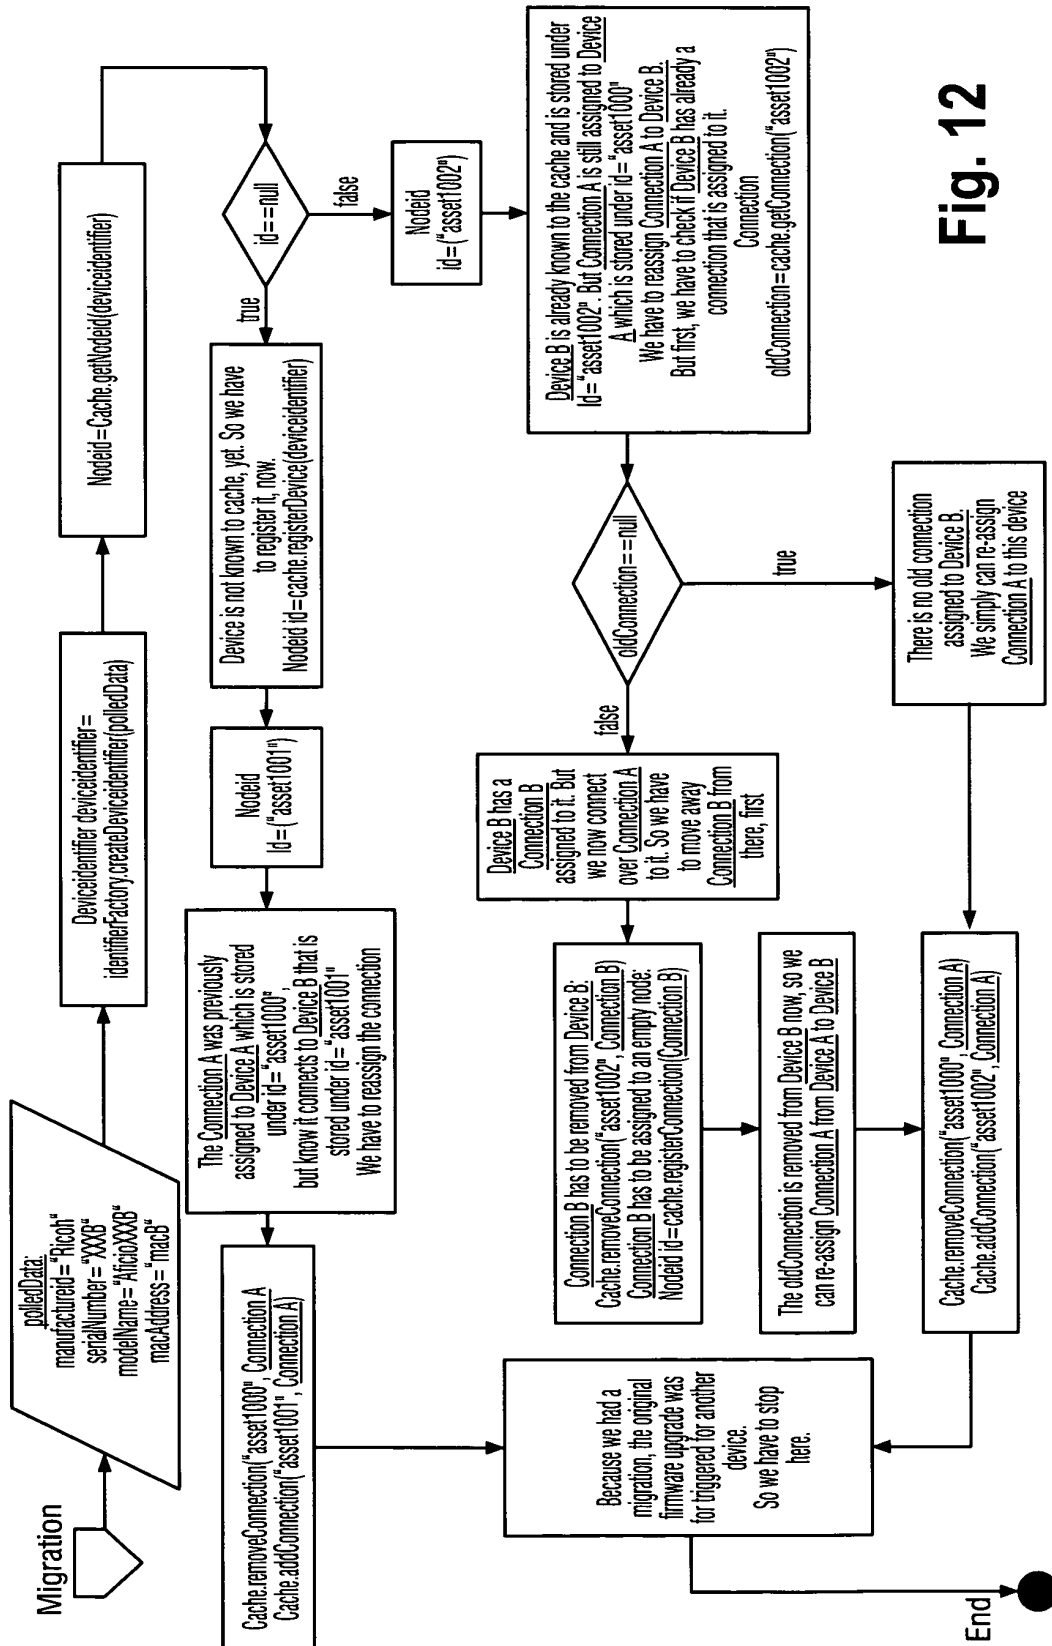 Migration
polledData:
manufactureid="Ricoh"
serialNumber="XXXB"
modelName="AficioXXXB"
macAddress="macB"
Deviceidentifier deviceidentifier=
identifierFactory.createDeviceidentifier(polledData)
Nodeid=Cache.getNodeid(deviceidentifier)
id==null
true
false
Device is not known to cache, yet. So we have
to register it, now.
Nodeid id=cache.registerDevice(deviceidentifier)
Nodeid
Id=("asset1001")
The Connection A was previously
assigned to Device A which is stored
under id="asset1000",
but know it connects to Device B that is
stored under id="asset1001"
We have to reassign the connection
Cache.removeConnection("asset1000", Connection A
Cache.addConnection("asset1001", Connection A)
Nodeid
id=("asset1002")
Device B is already known to the cache and is stored under
Id="asset1002". But Connection A is still assigned to Device
A which is stored under id="asset1000"
We have to reassign Connection A to Device B.
But first, we have to check if Device B has already a
connection that is assigned to it.
Connection
oldConnection=cache.getConnection("asset1002")
oldConnection==null
false
true
Device B has a
Connection B
assigned to it. But
we now connect
over Connection A
to it. So we have
to move away
Connection B from
there, first
Connection B has to be removed from Device B:
Cache.removeConnection("asset1002", Connection B)
Connection B has to be assigned to an empty node:
Nodeid id=cache.registerConnection(Connection B)
The oldConnection is removed from Device B now, so we
can re-assign Connection A from Device A to Device B
There is no old connection
assigned to Device B.
We simply can re-assign
Connection A to this device
Cache.removeConnection("asset1000", Connection A)
Cache.addConnection("asset1002", Connection A)
Because we had a
migration, the original
firmware upgrade was
for triggered for another
device.
So we have to stop
here.
End
Fig. 12